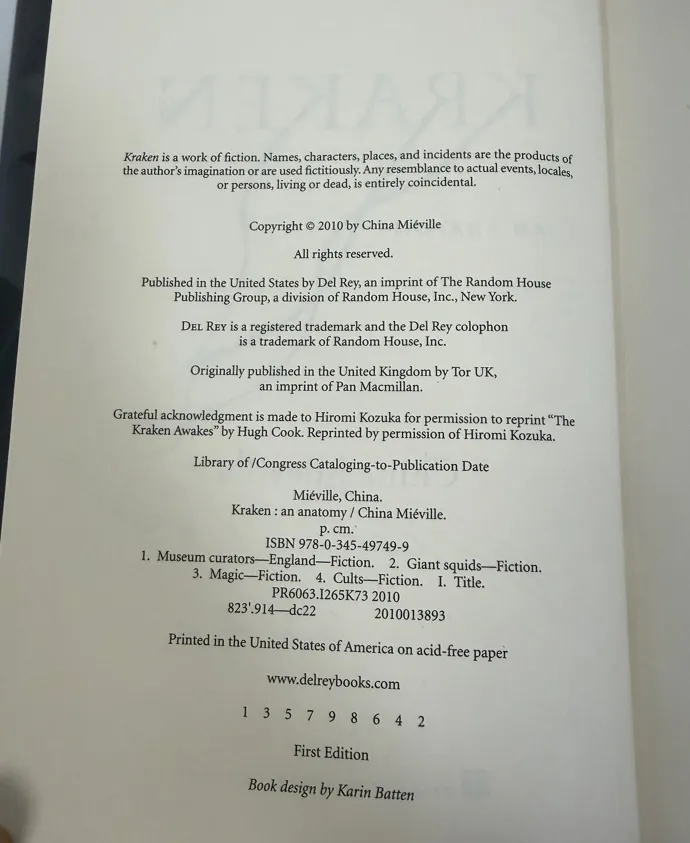 Kraken is a work of fiction. Names, characters, places, and incidents are the products of
the author's imagination or are used fictitiously. Any resemblance to actual events, locales,
or persons, living or dead, is entirely coincidental.
Copyright © 2010 by China Miéville
All rights reserved.
Published in the United States by Del Rey, an imprint of The Random House
Publishing Group, a division of Random House, Inc., New York.
DEL REY is a registered trademark and the Del Rey colophon
is a trademark of Random House, Inc.
Originally published in the United Kingdom by Tor UK,
an imprint of Pan Macmillan.
Grateful acknowledgment is made to Hiromi Kozuka for permission to reprint “The
Kraken Awakes” by Hugh Cook. Reprinted by permission of Hiromi Kozuka.
Library of /Congress Cataloging-to-Publication Date
Miéville, China.
Kraken : an anatomy / China Miéville.
p. cm.
ISBN 978-0-345-49749-9
1. Museum curators—England—Fiction. 2. Giant squids—Fiction.
3. Magic—Fiction. 4. Cults—Fiction. I. Title.
PR6063.I265K73 2010
823'.914—dc22 2010013893
Printed in the United States of America on acid-free paper
www.delreybooks.com
1 3 5 7 9 8 6 4 2
First Edition
Book design by Karin Batten